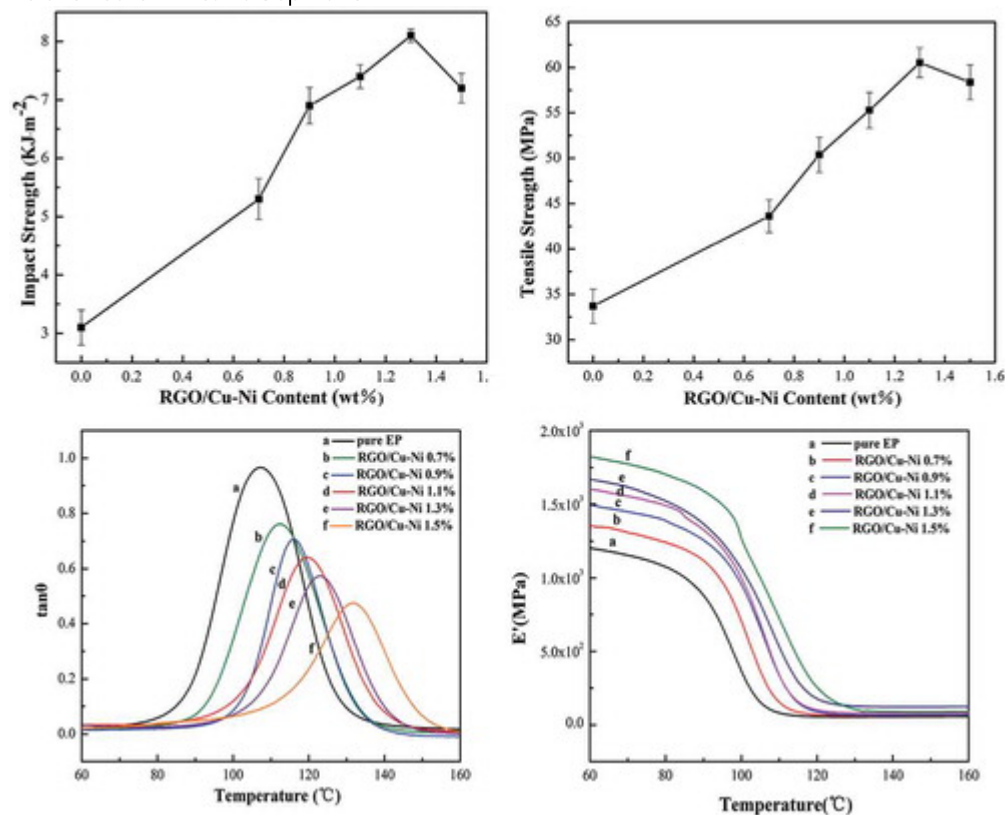 Impact Strength (KJ·m⁻²)
8
7
6
5
4
3
0.0 0.2 0.4 0.6 0.8 1.0 1.2 1.4 1.
RGO/Cu-Ni Content (wt%)
Tensile Strength (MPa)
65
60
55
50
45
40
35
30
0.0 0.2 0.4 0.6 0.8 1.0 1.2 1.4 1.6
RGO/Cu-Ni Content (wt%)
tanθ
1.0
0.8
0.6
0.4
0.2
0.0
a pure EP
b RGO/Cu-Ni 0.7%
c RGO/Cu-Ni 0.9%
d RGO/Cu-Ni 1.1%
e RGO/Cu-Ni 1.3%
f RGO/Cu-Ni 1.5%
a
b
c
d
e
f
60 80 100 120 140 160
Temperature (℃)
E'(MPa)
2.0x10³
1.5x10³
1.0x10³
5.0x10²
0.0
a pure EP
b RGO/Cu-Ni 0.7%
c RGO/Cu-Ni 0.9%
d RGO/Cu-Ni 1.1%
e RGO/Cu-Ni 1.3%
f RGO/Cu-Ni 1.5%
f
e
d
c
b
a
60 80 100 120 140 160
Temperature(℃)